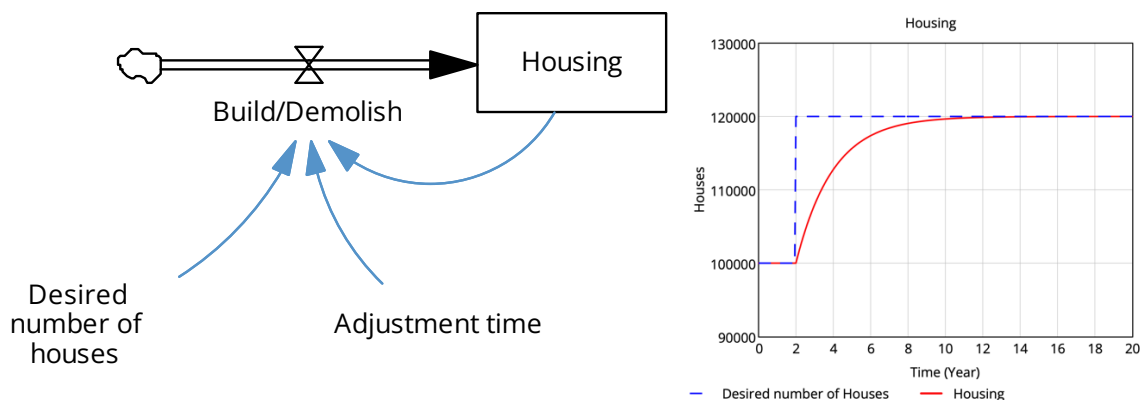 Housing
Build/Demolish
Desired
number of
houses
Adjustment time
Housing
130000
120000
110000
100000
90000
Houses
0 2 4 6 8 10 12 14 16 18 20
Time (Year)
Desired number of Houses Housing